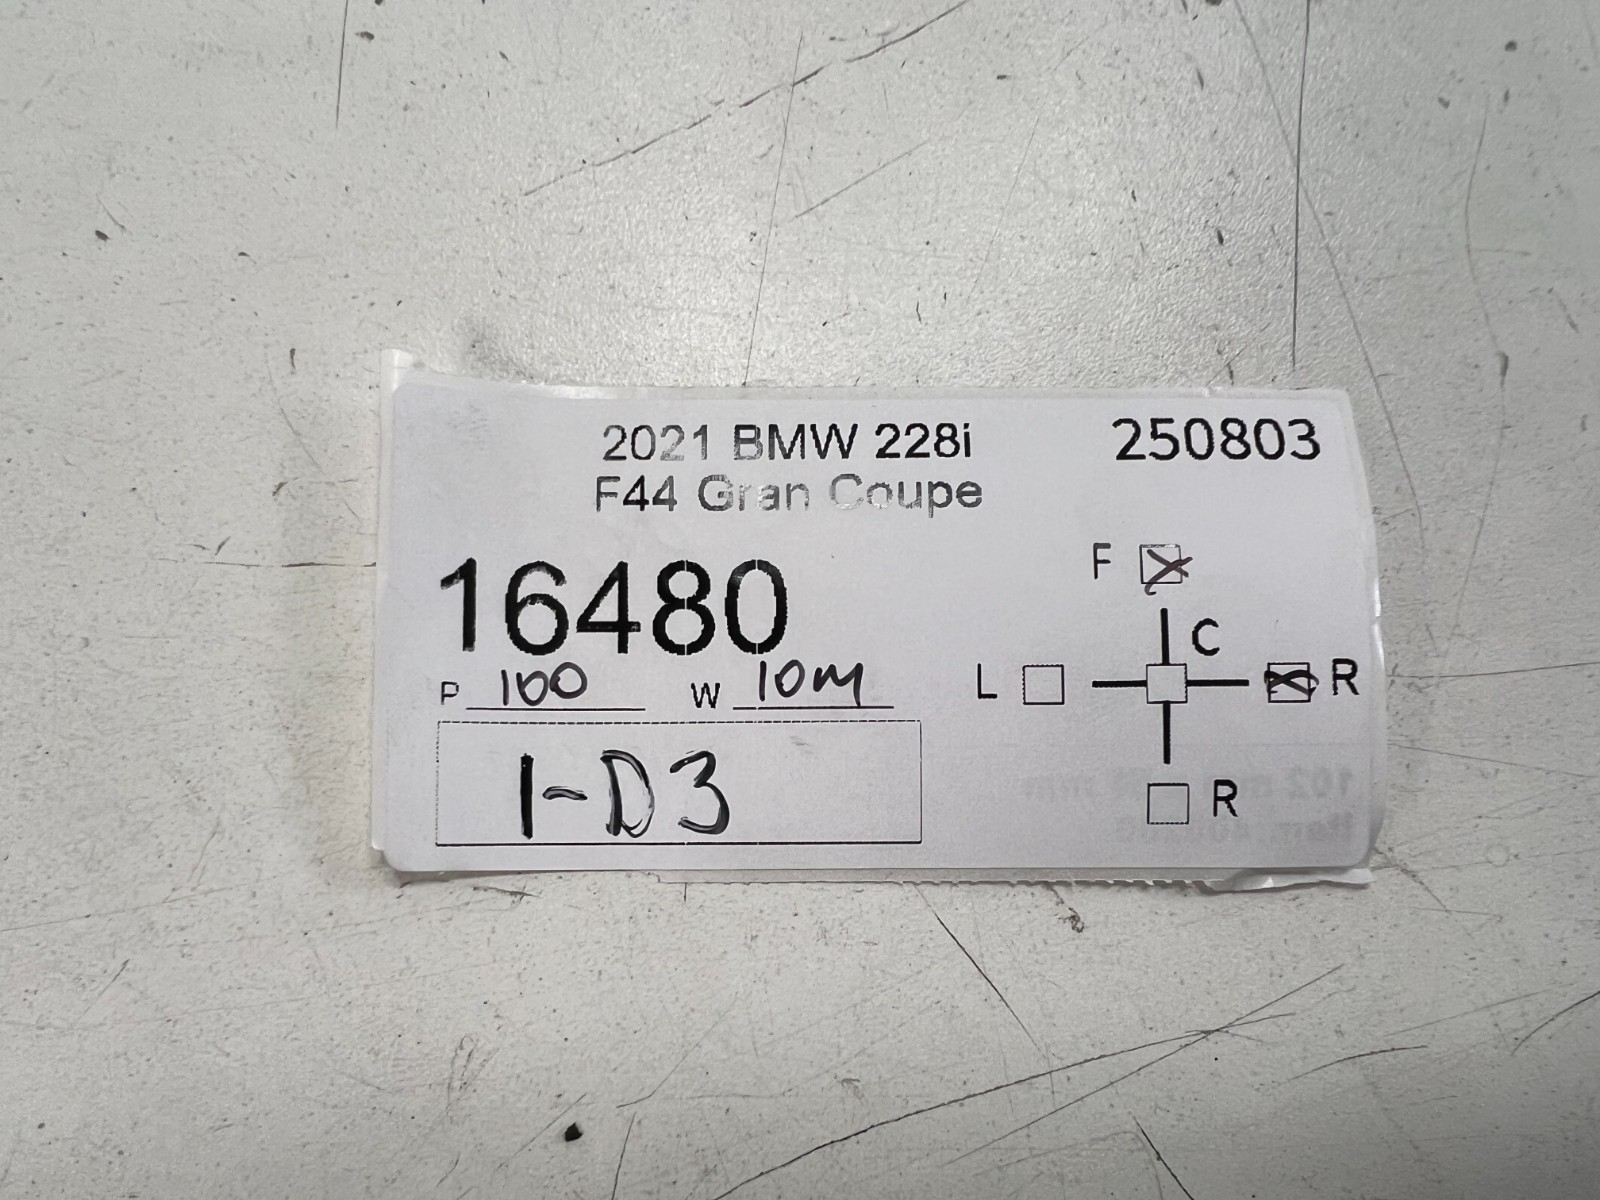 2021 BMW 228i
F44 Gran Coupe
250803
16480
P 100 W 10M
1-D3
F
C
L R
R